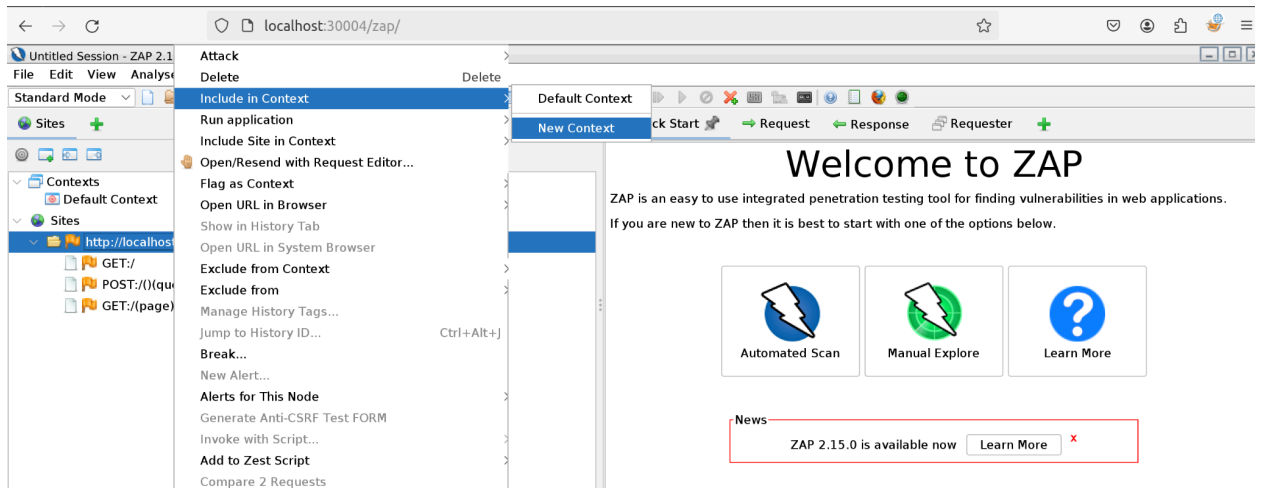 localhost:30004/zap/
Untitled Session - ZAP 2.1
File Edit View Analyse
Standard Mode
Sites
Contexts
Default Context
Sites
http://localhost
GET:/
POST:/()(que
GET:/(page)
Attack
Delete Delete
Include in Context
Run application
Include Site in Context
Open/Resend with Request Editor...
Flag as Context
Open URL in Browser
Show in History Tab
Open URL in System Browser
Exclude from Context
Exclude from
Manage History Tags...
Jump to History ID... Ctrl+Alt+J
Break...
New Alert...
Alerts for This Node
Generate Anti-CSRF Test FORM
Invoke with Script...
Add to Zest Script
Compare 2 Requests
Default Context
New Context
ck Start Request Response Requester
Welcome to ZAP
ZAP is an easy to use integrated penetration testing tool for finding vulnerabilities in web applications.
If you are new to ZAP then it is best to start with one of the options below.
Automated Scan Manual Explore Learn More
News
ZAP 2.15.0 is available now Learn More x